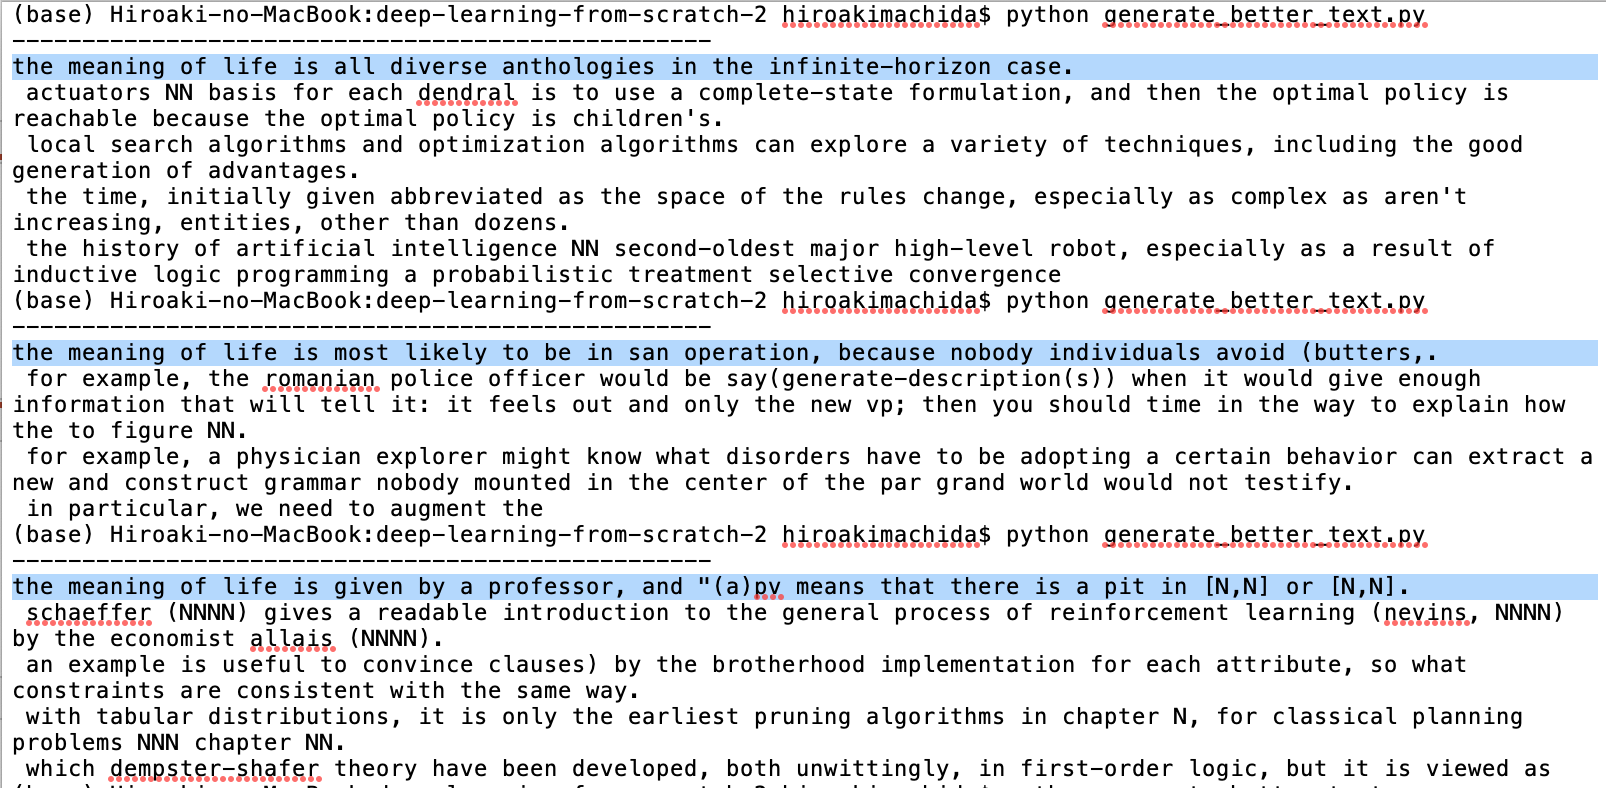 (base) Hiroaki-no-MacBook:deep-learning-from-scratch-2 hiroakimachida$ python generate_better_text.py
--------------------------------------------------
the meaning of life is all diverse anthologies in the infinite-horizon case.
actuators NN basis for each dendral is to use a complete-state formulation, and then the optimal policy is
reachable because the optimal policy is children's.
local search algorithms and optimization algorithms can explore a variety of techniques, including the good
generation of advantages.
the time, initially given abbreviated as the space of the rules change, especially as complex as aren't
increasing, entities, other than dozens.
the history of artificial intelligence NN second-oldest major high-level robot, especially as a result of
inductive logic programming a probabilistic treatment selective convergence
(base) Hiroaki-no-MacBook:deep-learning-from-scratch-2 hiroakimachida$ python generate_better_text.py
--------------------------------------------------
the meaning of life is most likely to be in san operation, because nobody individuals avoid (butters,.
for example, the romanian police officer would be say(generate-description(s)) when it would give enough
information that will tell it: it feels out and only the new vp; then you should time in the way to explain how
the to figure NN.
for example, a physician explorer might know what disorders have to be adopting a certain behavior can extract a
new and construct grammar nobody mounted in the center of the par grand world would not testify.
in particular, we need to augment the
(base) Hiroaki-no-MacBook:deep-learning-from-scratch-2 hiroakimachida$ python generate_better_text.py
--------------------------------------------------
the meaning of life is given by a professor, and "(a)pv means that there is a pit in [N,N] or [N,N].
schaeffer (NNNN) gives a readable introduction to the general process of reinforcement learning (nevins, NNNN)
by the economist allais (NNNN).
an example is useful to convince clauses) by the brotherhood implementation for each attribute, so what
constraints are consistent with the same way.
with tabular distributions, it is only the earliest pruning algorithms in chapter N, for classical planning
problems NNN chapter NN.
which dempster-shafer theory have been developed, both unwittingly, in first-order logic, but it is viewed as